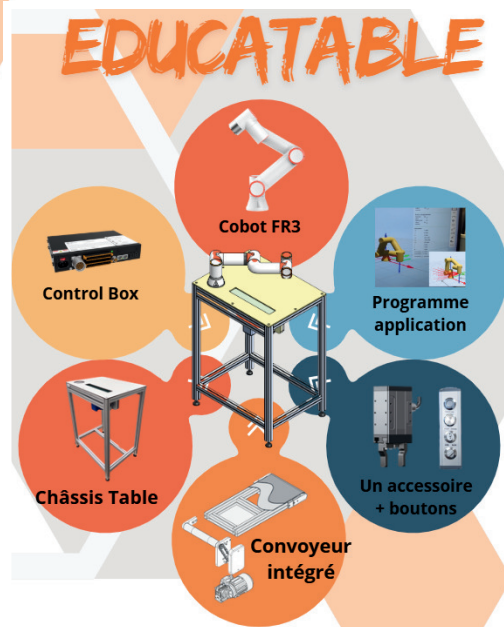 EDUCATABLE
Cobot FR3
Control Box
Programme
application
Châssis Table
Un accessoire
+ boutons
Convoyeur
intégré